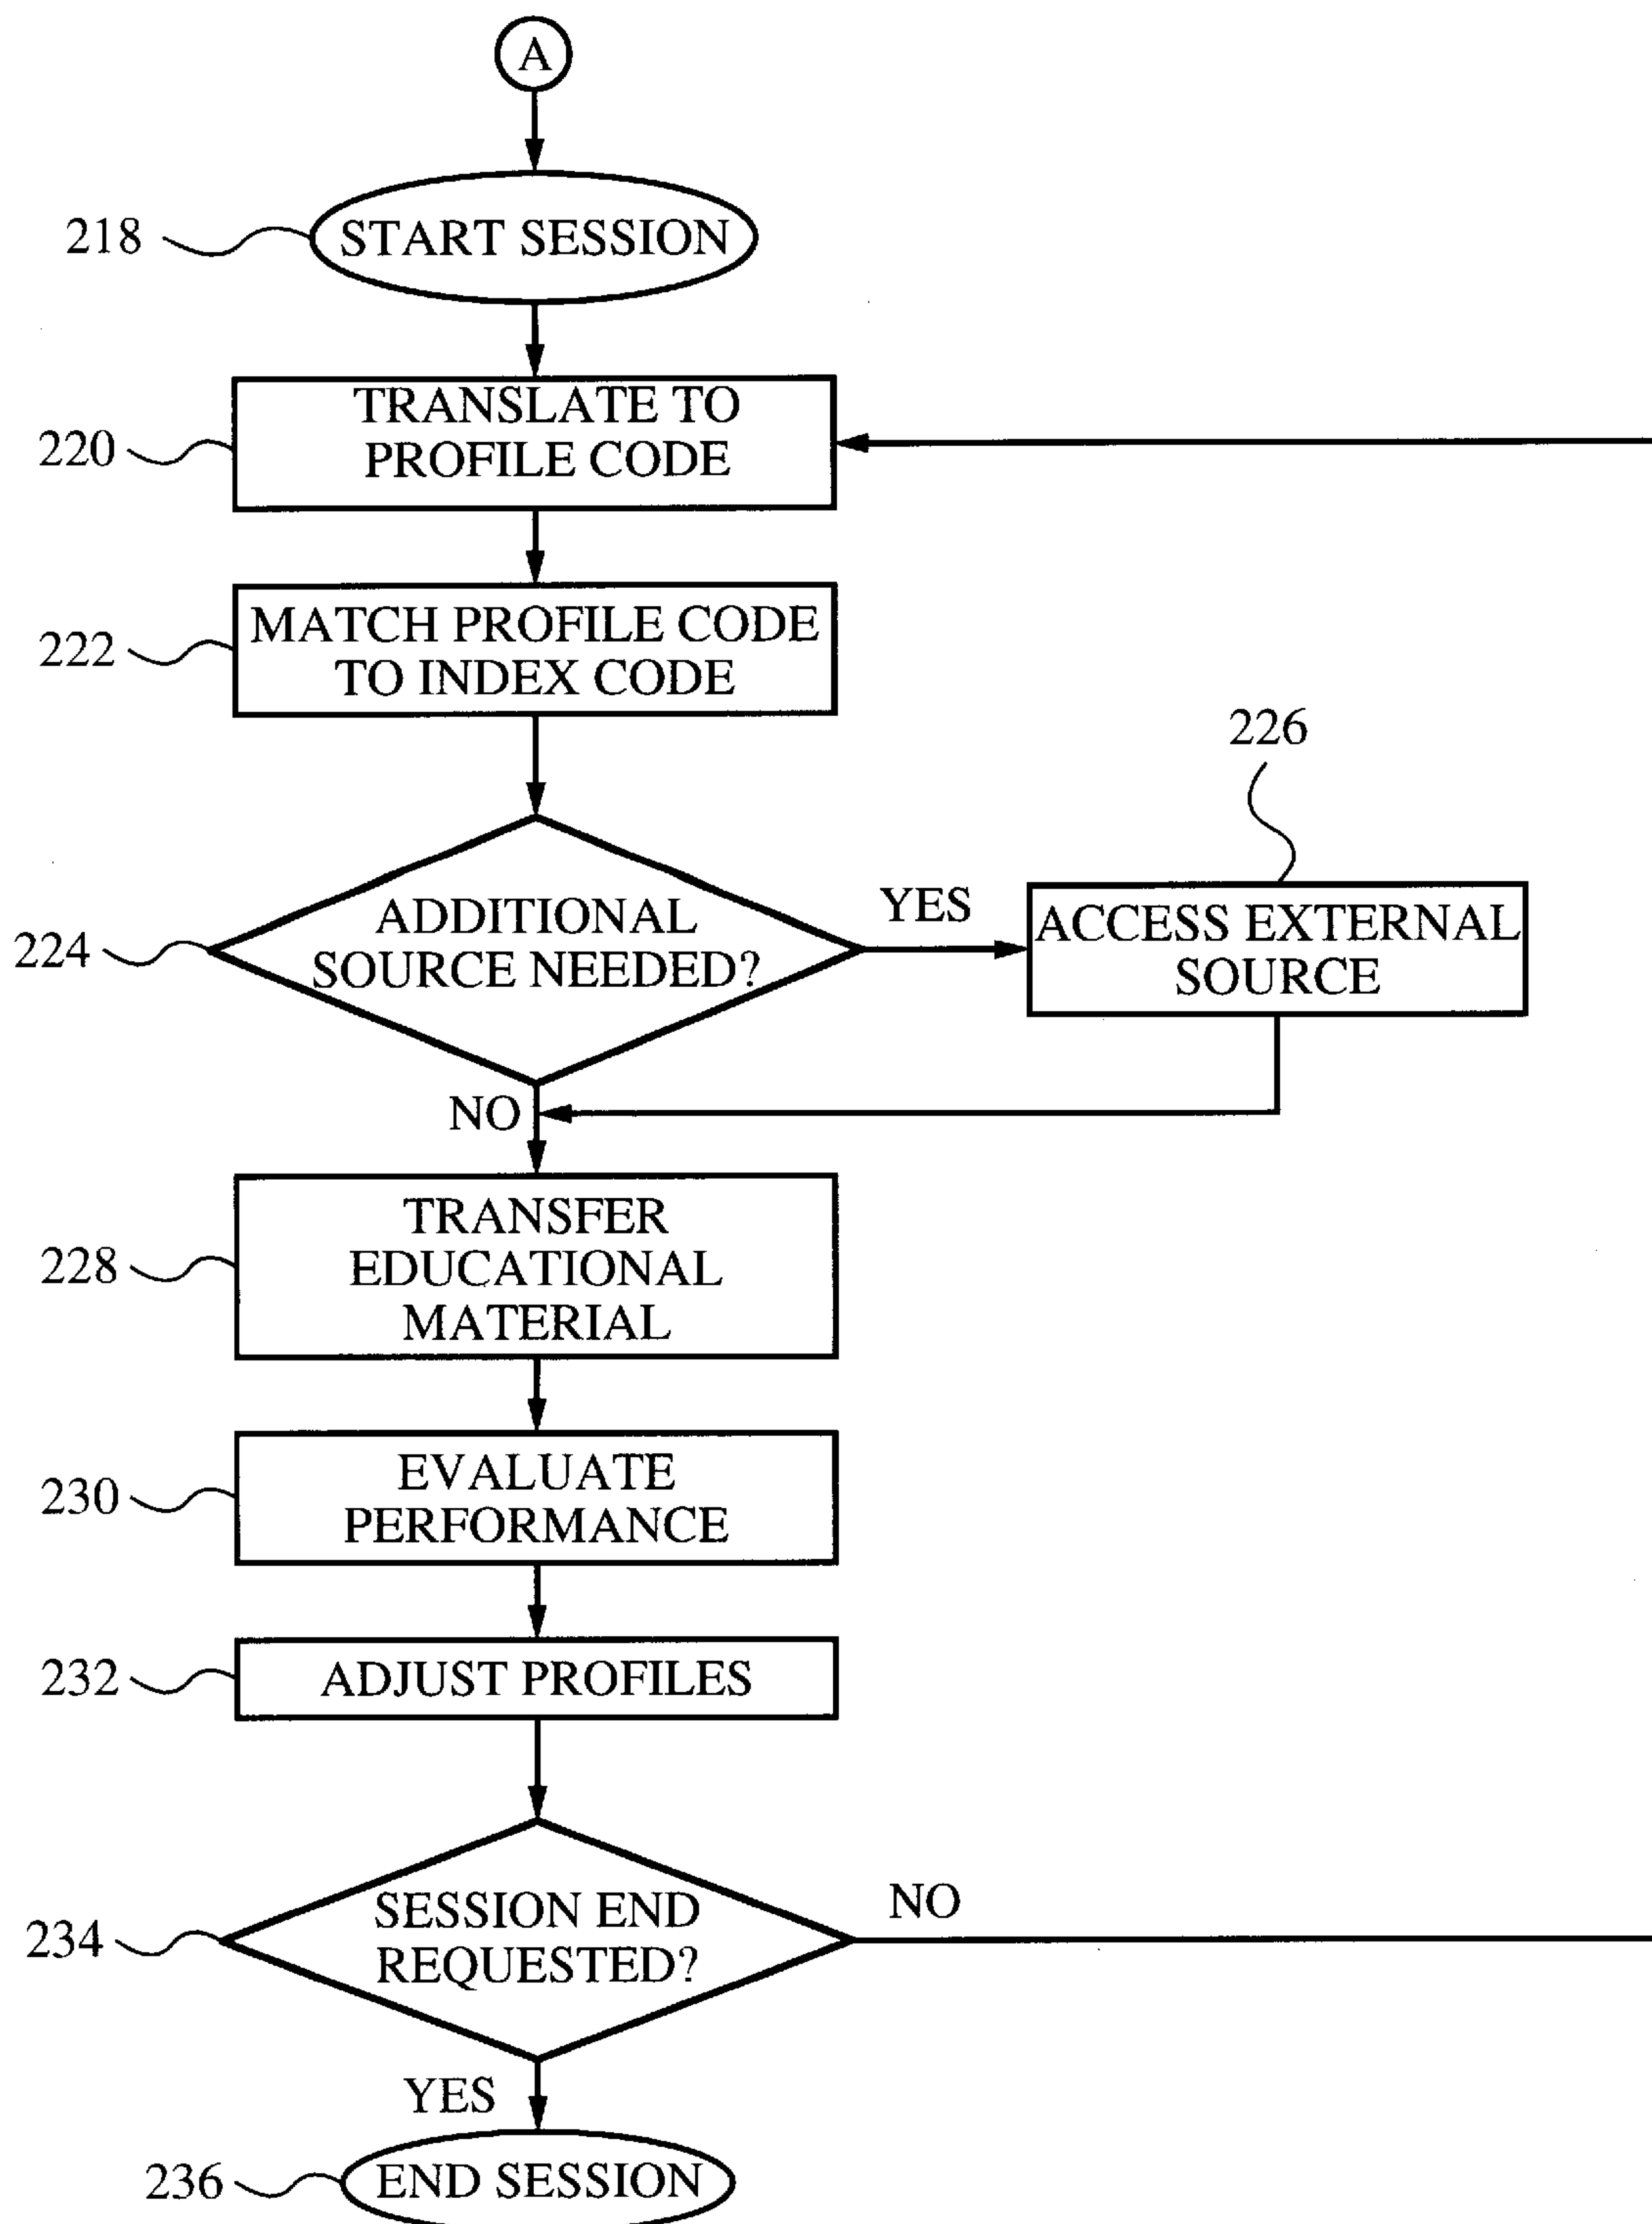 A
218
START SESSION
220
TRANSLATE TO
PROFILE CODE
222
MATCH PROFILE CODE
TO INDEX CODE
226
224
ADDITIONAL
SOURCE NEEDED?
YES
ACCESS EXTERNAL
SOURCE
NO
228
TRANSFER
EDUCATIONAL
MATERIAL
230
EVALUATE
PERFORMANCE
232
ADJUST PROFILES
234
SESSION END
REQUESTED?
NO
YES
236
END SESSION